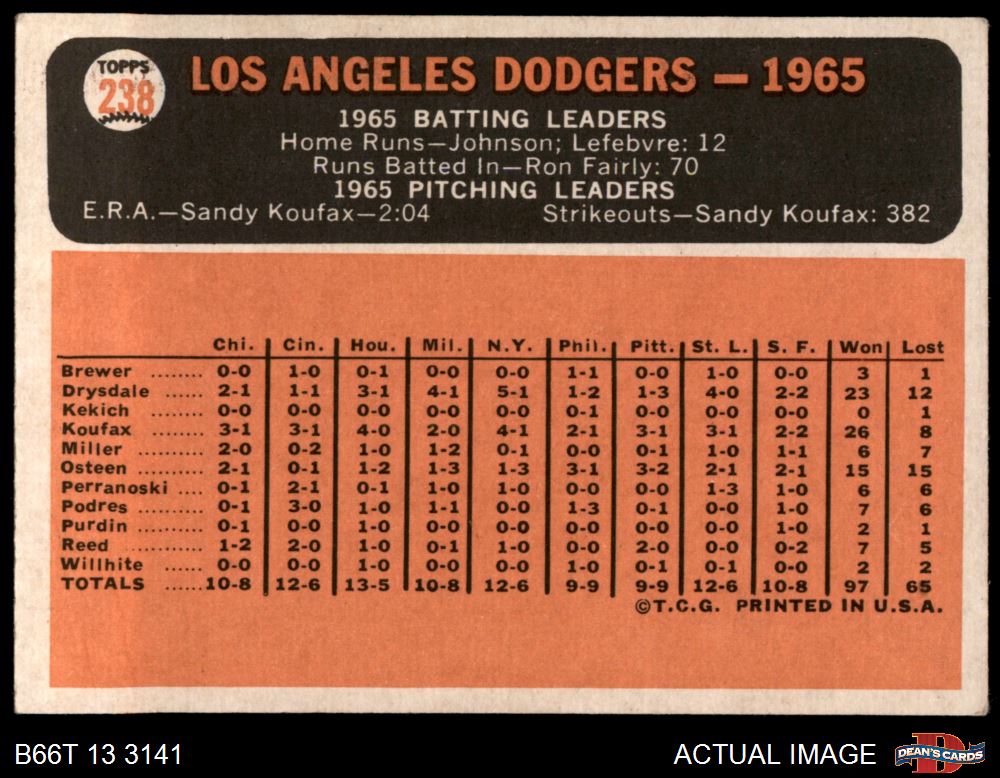 TOPPS
238
LOS ANGELES DODGERS — 1965
1965 BATTING LEADERS
Home Runs—Johnson; Lefebvre: 12
Runs Batted In—Ron Fairly: 70
1965 PITCHING LEADERS
E.R.A.—Sandy Koufax—2:04 Strikeouts—Sandy Koufax: 382
Chi. Cin. Hou. Mil. N.Y. Phil. Pitt. St. L. S. F. Won Lost
Brewer ........ 0-0 1-0 0-1 0-0 0-0 1-1 0-0 1-0 0-0 3 1
Drysdale ...... 2-1 1-1 3-1 4-1 5-1 1-2 1-3 4-0 2-2 23 12
Kekich ........ 0-0 0-0 0-0 0-0 0-0 0-1 0-0 0-0 0-0 0 1
Koufax ........ 3-1 3-1 4-0 2-0 4-1 2-1 3-1 3-1 2-2 26 8
Miller ......... 2-0 0-2 1-0 1-2 0-1 0-0 0-0 1-0 1-1 6 7
Osteen ........ 2-1 0-1 1-2 1-3 1-3 3-1 3-2 2-1 2-1 15 15
Perranoski .... 0-1 2-1 0-1 1-0 1-0 0-0 0-0 1-3 1-0 6 6
Podres ........ 0-1 3-0 1-0 1-1 0-0 1-3 0-1 0-0 1-0 7 6
Purdin ......... 0-1 0-0 1-0 0-0 0-0 0-0 0-0 0-0 1-0 2 1
Reed ........... 1-2 2-0 1-0 0-1 1-0 0-0 2-0 0-0 0-2 7 5
Willhite ....... 0-0 0-0 1-0 0-0 0-0 1-0 0-1 0-1 0-0 2 2
TOTALS ...... 10-8 12-6 13-5 10-8 12-6 9-9 9-9 12-6 10-8 97 65
©T.C.G. PRINTED IN U.S.A.
B66T 13 3141 ACTUAL IMAGE DEAN'S CARDS